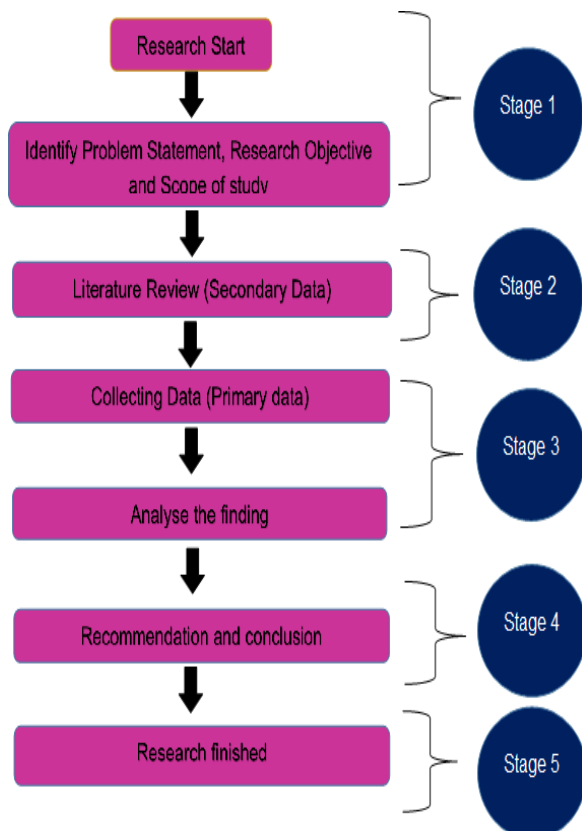 Research Start
Stage 1
Identify Problem Statement, Research Objective
and Scope of study
Literature Review (Secondary Data)
Stage 2
Collecting Data (Primary data)
Stage 3
Analyse the finding
Recommendation and conclusion
Stage 4
Research finished
Stage 5